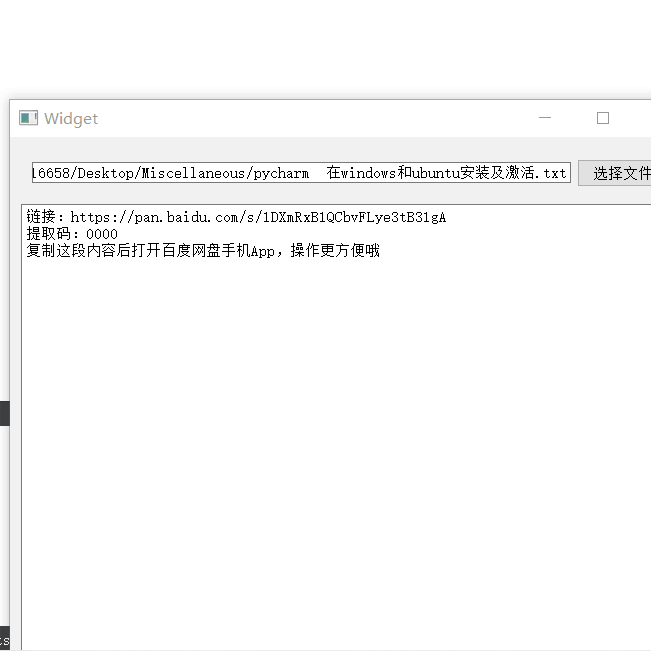 Widget
16658/Desktop/Miscellaneous/pycharm 在windows和ubuntu安装及激活.txt
选择文件
链接：https://pan.baidu.com/s/1DXmRxB1QCbvFLye3tB31gA
提取码：0000
复制这段内容后打开百度网盘手机App，操作更方便哦
ts